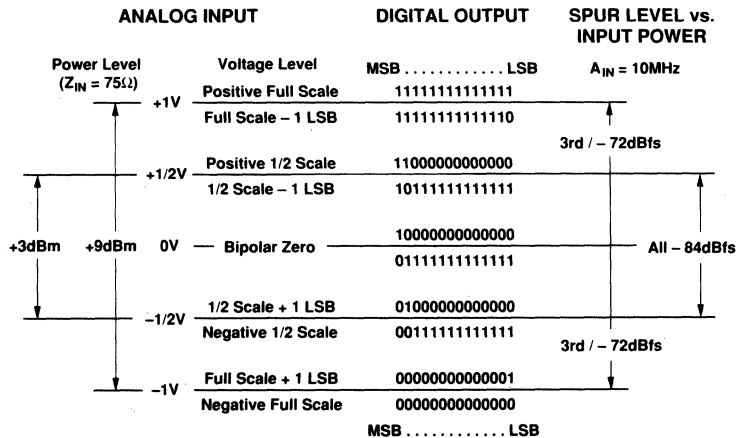 ANALOG INPUT DIGITAL OUTPUT SPUR LEVEL vs.
INPUT POWER
Power Level Voltage Level MSB . . . . . . . . . . . . LSB AIN = 10MHz
(ZIN = 75Ω)
Positive Full Scale 11111111111111
+1V
Full Scale – 1 LSB 11111111111110
3rd / – 72dBfs
Positive 1/2 Scale 11000000000000
+1/2V
1/2 Scale – 1 LSB 10111111111111
10000000000000
+3dBm +9dBm 0V Bipolar Zero All – 84dBfs
01111111111111
1/2 Scale + 1 LSB 01000000000000
–1/2V
Negative 1/2 Scale 00111111111111
3rd / – 72dBfs
Full Scale + 1 LSB 00000000000001
–1V
Negative Full Scale 00000000000000
MSB . . . . . . . . . . . . LSB